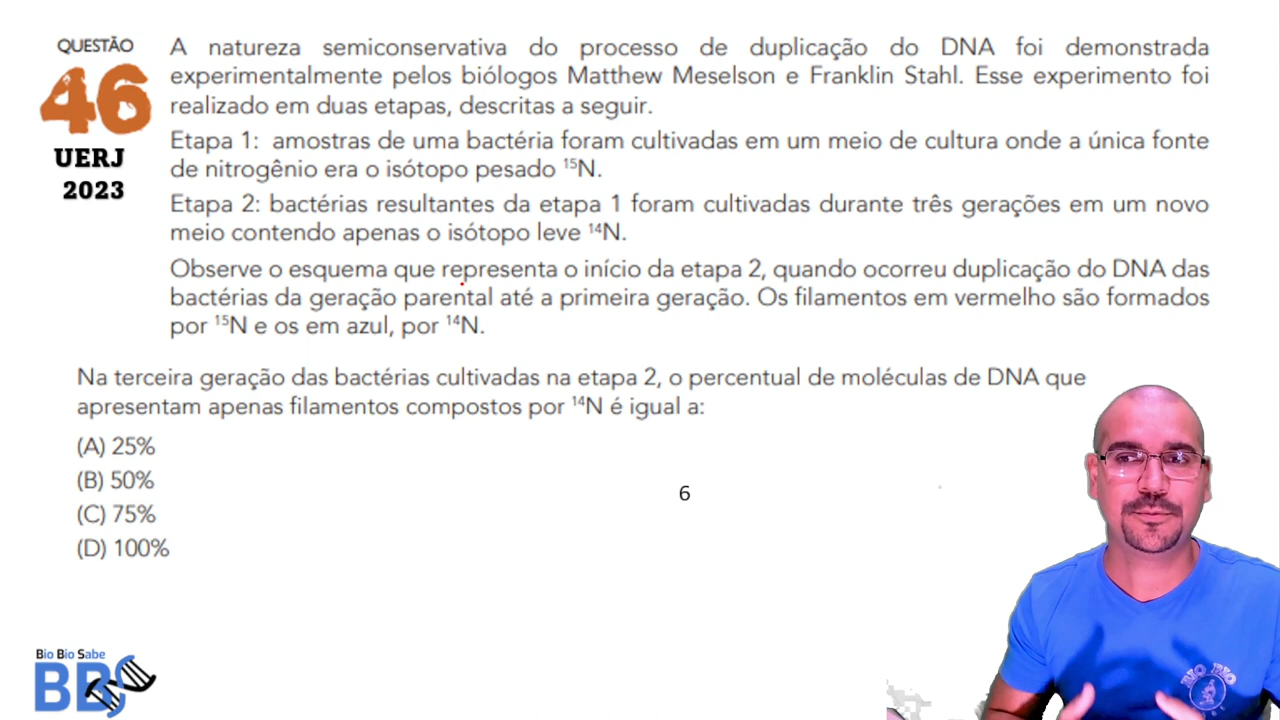 QUESTÃO
46
UERJ
2023
A natureza semiconservativa do processo de duplicação do DNA foi demonstrada
experimentalmente pelos biólogos Matthew Meselson e Franklin Stahl. Esse experimento foi
realizado em duas etapas, descritas a seguir.
Etapa 1: amostras de uma bactéria foram cultivadas em um meio de cultura onde a única fonte
de nitrogênio era o isótopo pesado ¹⁵N.
Etapa 2: bactérias resultantes da etapa 1 foram cultivadas durante três gerações em um novo
meio contendo apenas o isótopo leve ¹⁴N.
Observe o esquema que representa o início da etapa 2, quando ocorreu duplicação do DNA das
bactérias da geração parental até a primeira geração. Os filamentos em vermelho são formados
por ¹⁵N e os em azul, por ¹⁴N.
Na terceira geração das bactérias cultivadas na etapa 2, o percentual de moléculas de DNA que
apresentam apenas filamentos compostos por ¹⁴N é igual a:
(A) 25%
(B) 50%
(C) 75%
(D) 100%
6
Bio Bio Sabe
BBS
BIO BIO